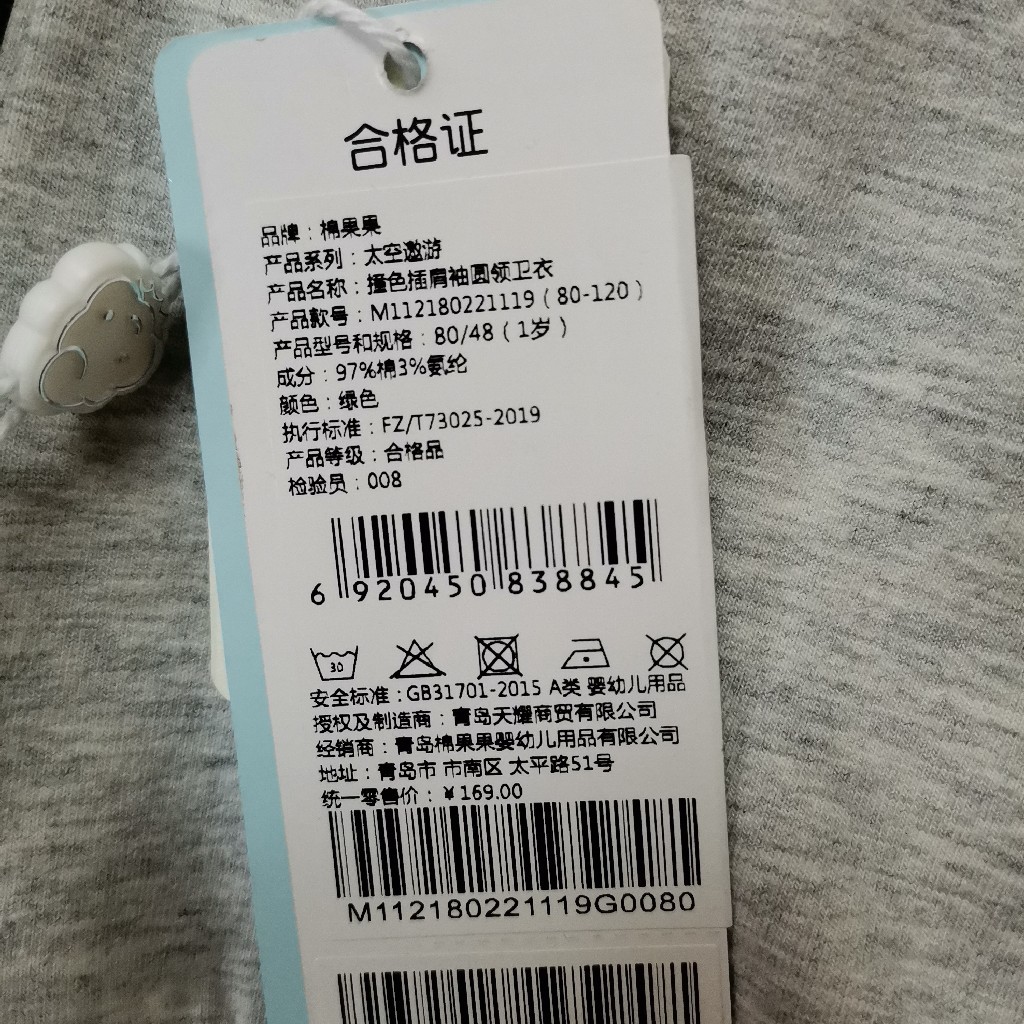 合格证
品牌：棉果果
产品系列：太空遨游
产品名称：撞色插肩袖圆领卫衣
产品款号：M112180221119（80-120）
产品型号和规格：80/48（1岁）
成分：97%棉3%氨纶
颜色：绿色
执行标准：FZ/T73025-2019
产品等级：合格品
检验员：008
6 920450 838845
30
安全标准：GB31701-2015 A类 婴幼儿用品
授权及制造商：青岛天耀商贸有限公司
经销商：青岛棉果果婴幼儿用品有限公司
地址：青岛市 市南区 太平路51号
统一零售价：￥169.00
M112180221119G0080